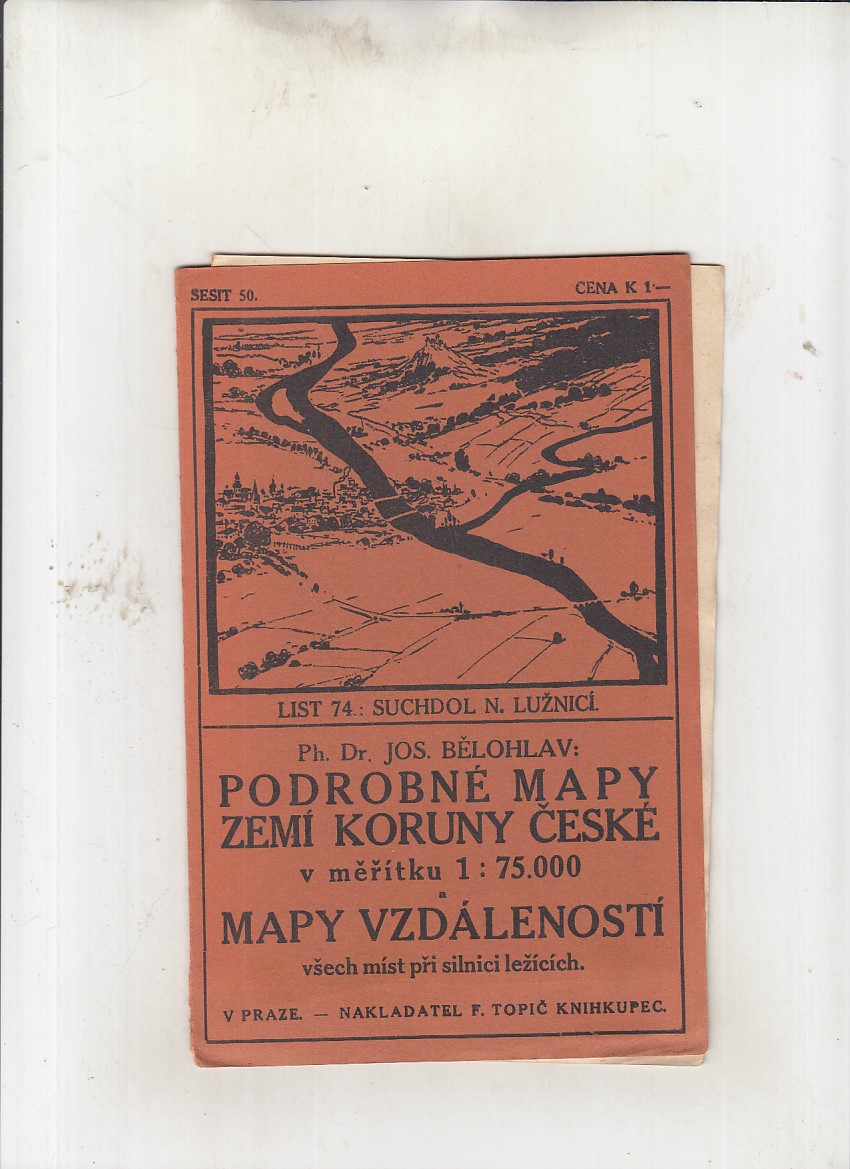 SESIT 50.
CENA K 1·—
LIST 74.: SUCHDOL N. LUŽNICÍ.
Ph. Dr. JOS. BĚLOHLAV:
PODROBNÉ MAPY
ZEMÍ KORUNY ČESKÉ
v měřítku 1 : 75.000
a
MAPY VZDÁLENOSTÍ
všech míst při silnici ležících.
V PRAZE. — NAKLADATEL F. TOPIČ KNIHKUPEC.